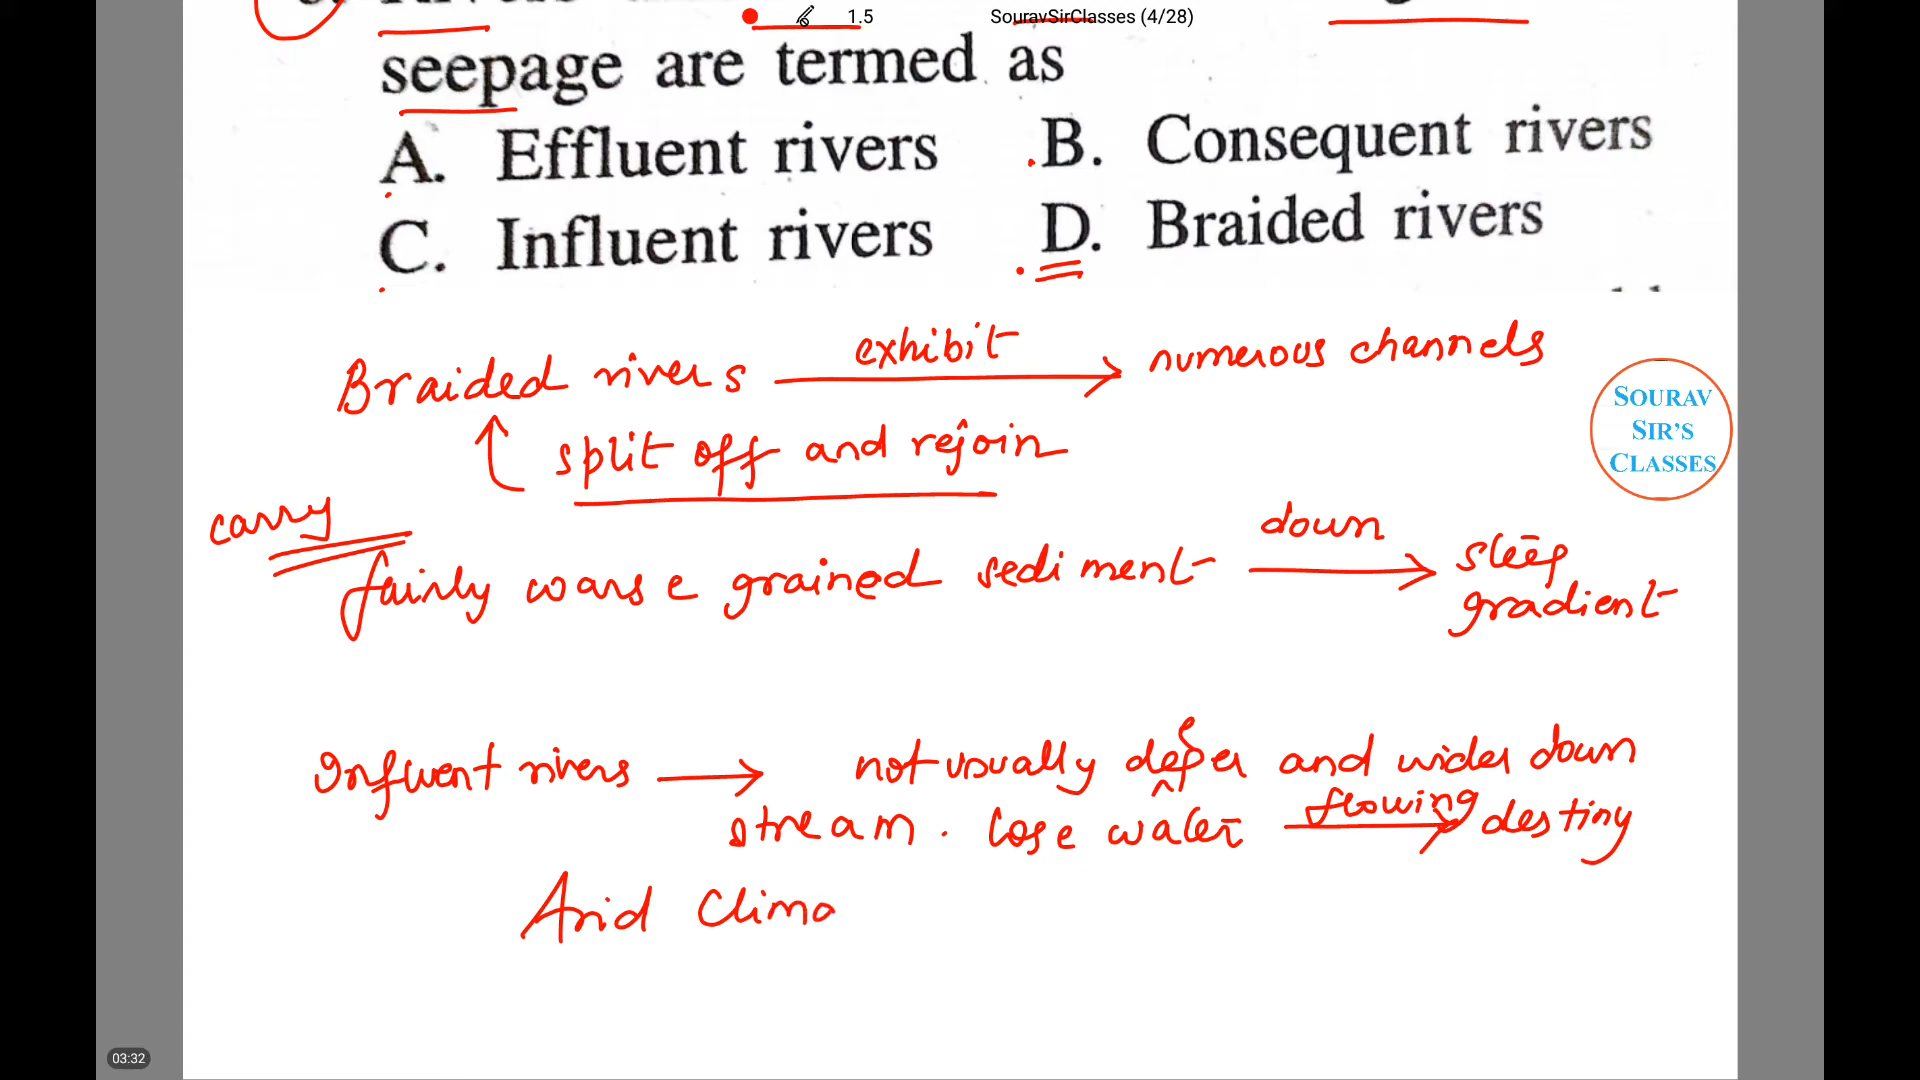 1.5 SouravSirClasses (4/28)
seepage are termed as
A. Effluent rivers B. Consequent rivers
C. Influent rivers D. Braided rivers
Braided rivers exhibit numerous channels
split off and rejoin
SOURAV
SIR'S
CLASSES
carry
fairly coarse grained sediment down steep
gradient
Influent rivers not usually deeper and wider down
stream. Lose water flowing destiny
Arid Clima
03:32